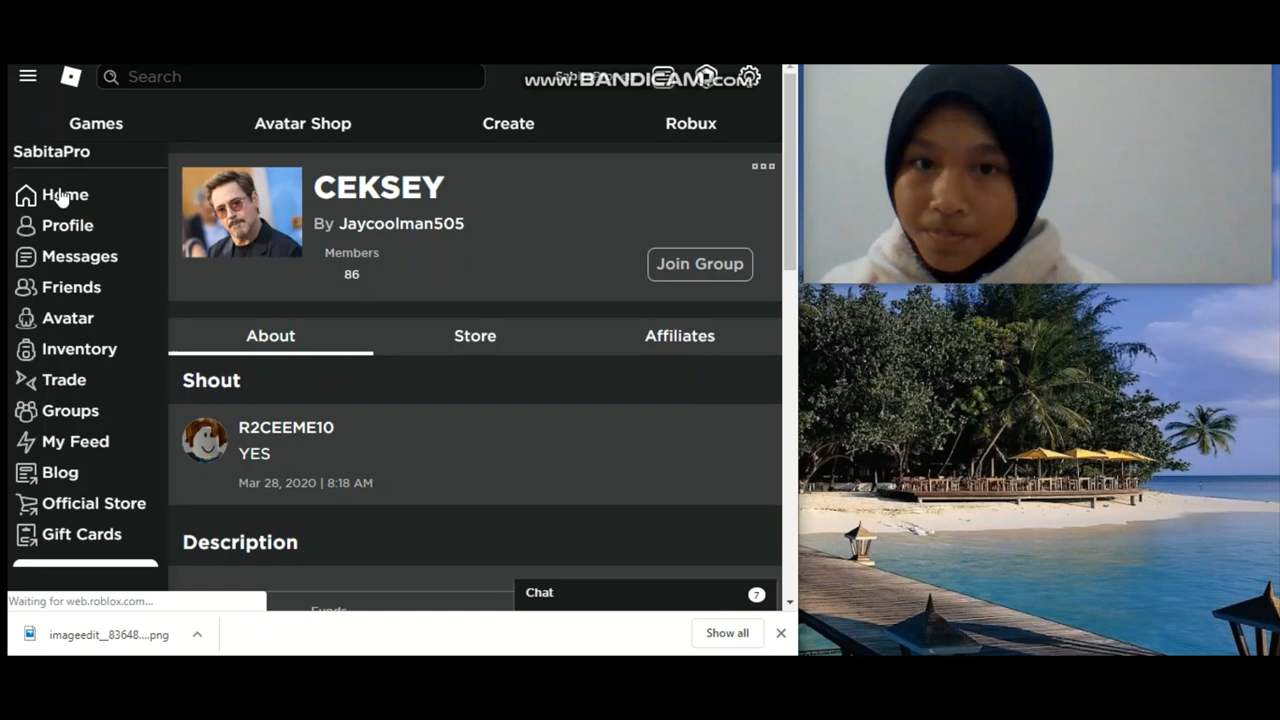 Search
www.BANDICAM.com
Games
Avatar Shop
Create
Robux
SabitaPro
Home
Profile
Messages
Friends
Avatar
Inventory
Trade
Groups
My Feed
Blog
Official Store
Gift Cards
CEKSEY
By Jaycoolman505
Members
86
Join Group
About
Store
Affiliates
Shout
R2CEEME10
YES
Mar 28, 2020 | 8:18 AM
Description
Funds
Chat
7
Waiting for web.roblox.com...
imageedit__83648....png
Show all